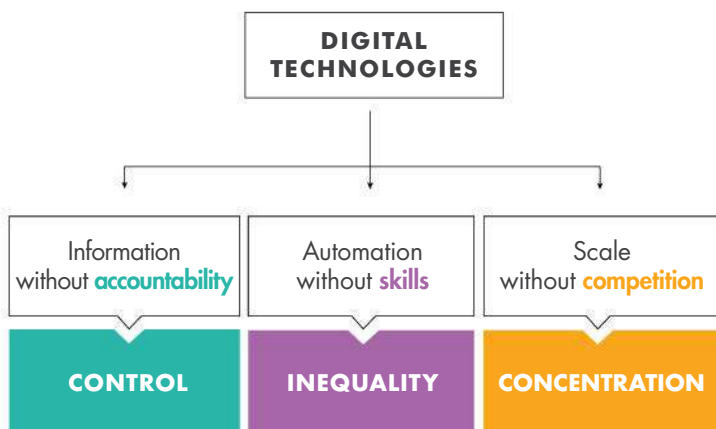 DIGITAL
TECHNOLOGIES
Information
without accountability
Automation
without skills
Scale
without competition
CONTROL
INEQUALITY
CONCENTRATION